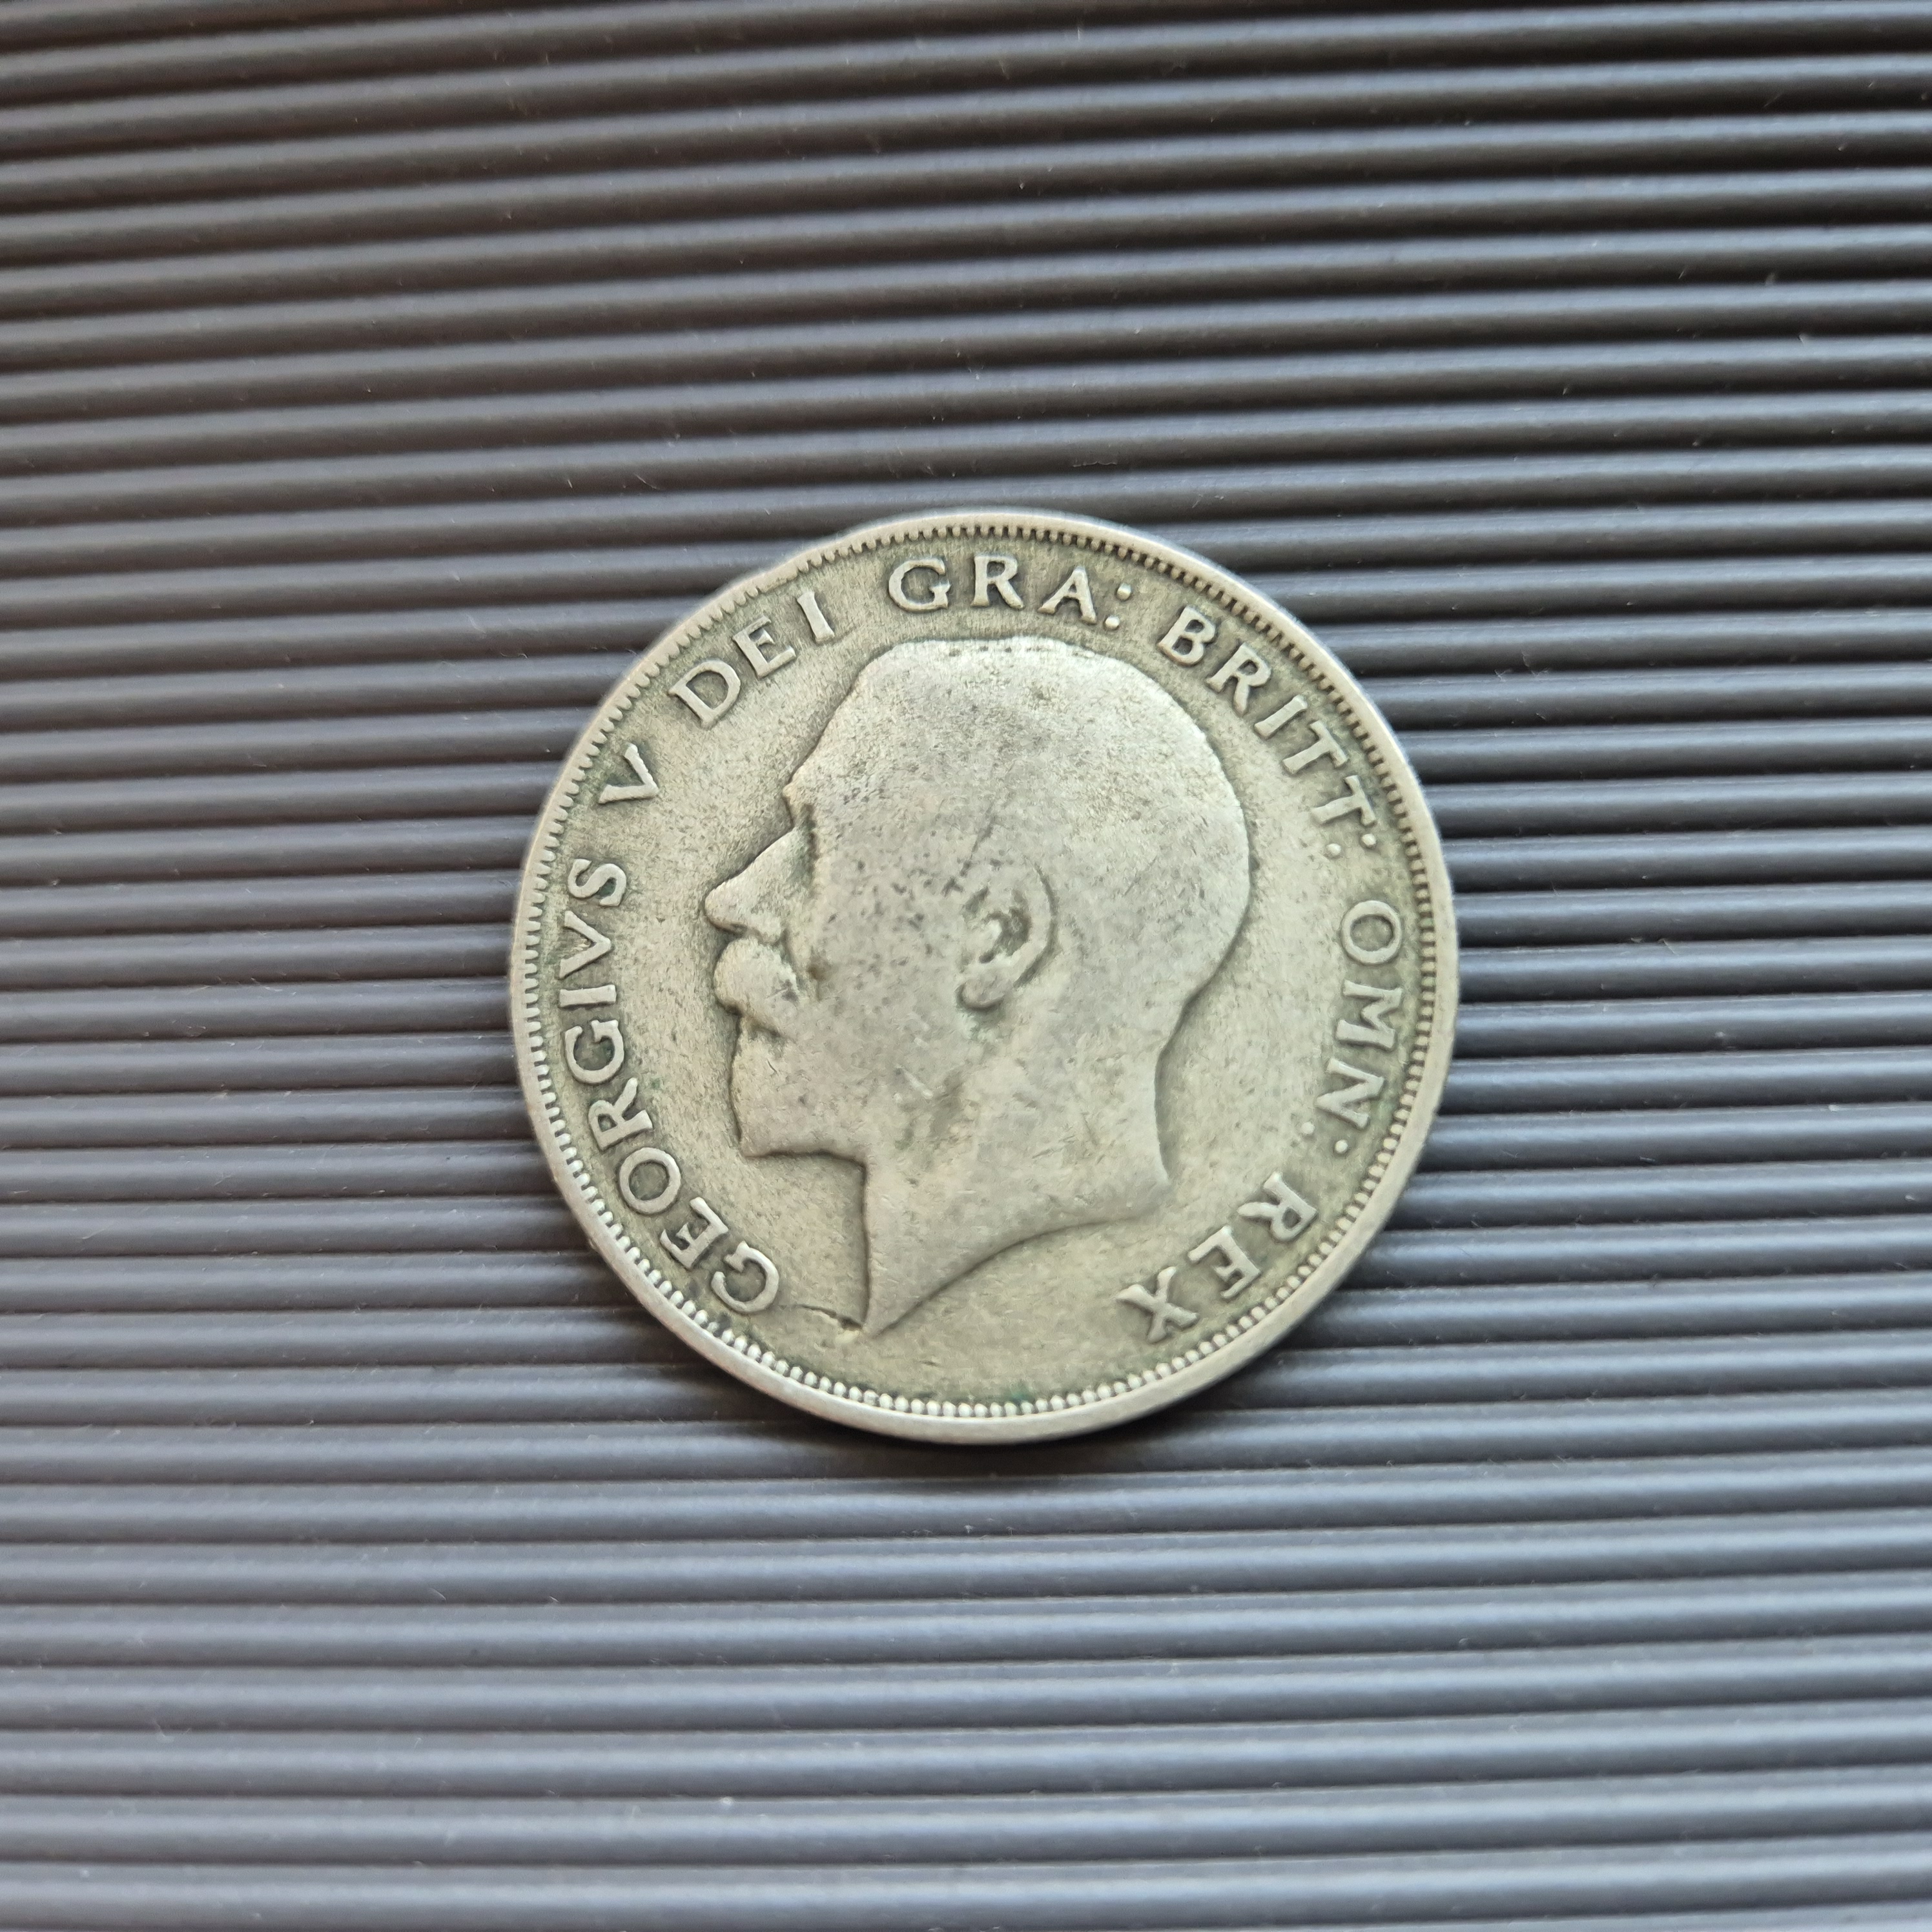 GEORGIVS V DEI GRA: BRITT: OMN: REX